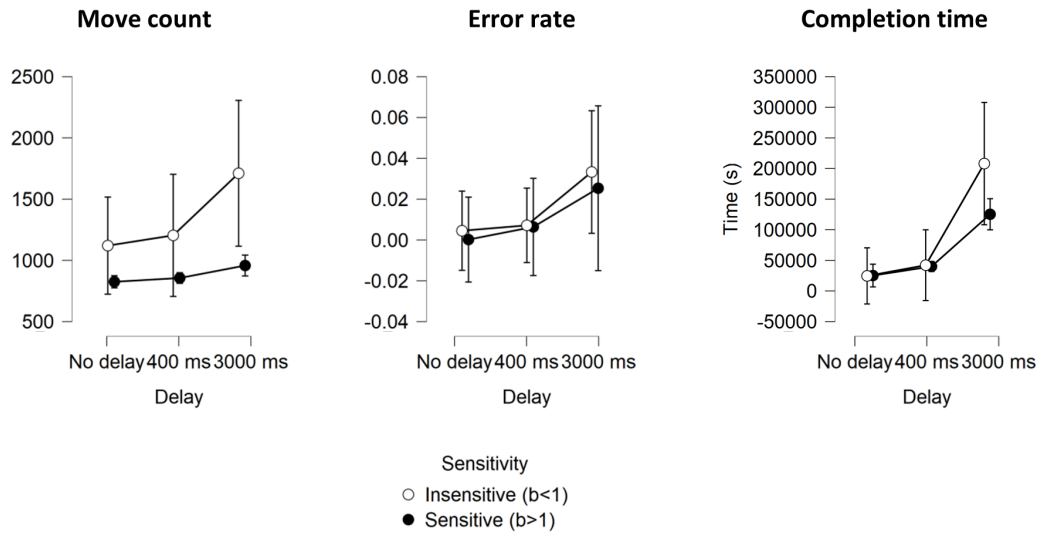 Move count
Error rate
Completion time
2500
2000
1500
1000
500
No delay 400 ms 3000 ms
Delay
0.08
0.06
0.04
0.02
0.00
-0.02
-0.04
No delay 400 ms 3000 ms
Delay
Time (s)
350000
300000
250000
200000
150000
100000
50000
0
-50000
No delay 400 ms 3000 ms
Delay
Sensitivity
Insensitive (b<1)
Sensitive (b>1)